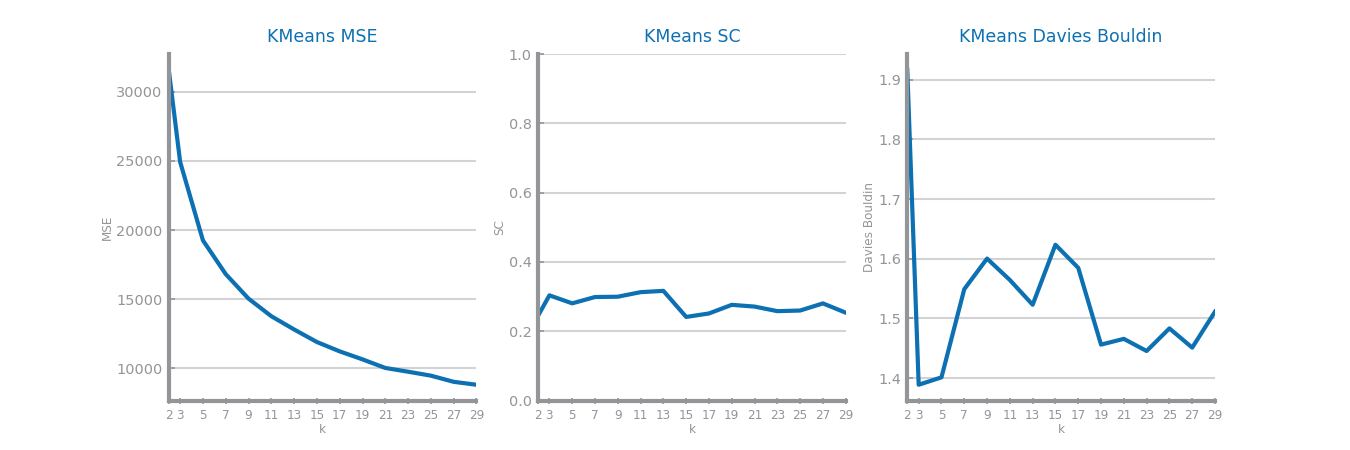 KMeans MSE
30000
25000
20000
15000
10000
MSE
2 3 5 7 9 11 13 15 17 19 21 23 25 27 29
k
KMeans SC
1.0
0.8
0.6
0.4
0.2
0.0
SC
2 3 5 7 9 11 13 15 17 19 21 23 25 27 29
k
KMeans Davies Bouldin
1.9
1.8
1.7
1.6
1.5
1.4
Davies Bouldin
2 3 5 7 9 11 13 15 17 19 21 23 25 27 29
k